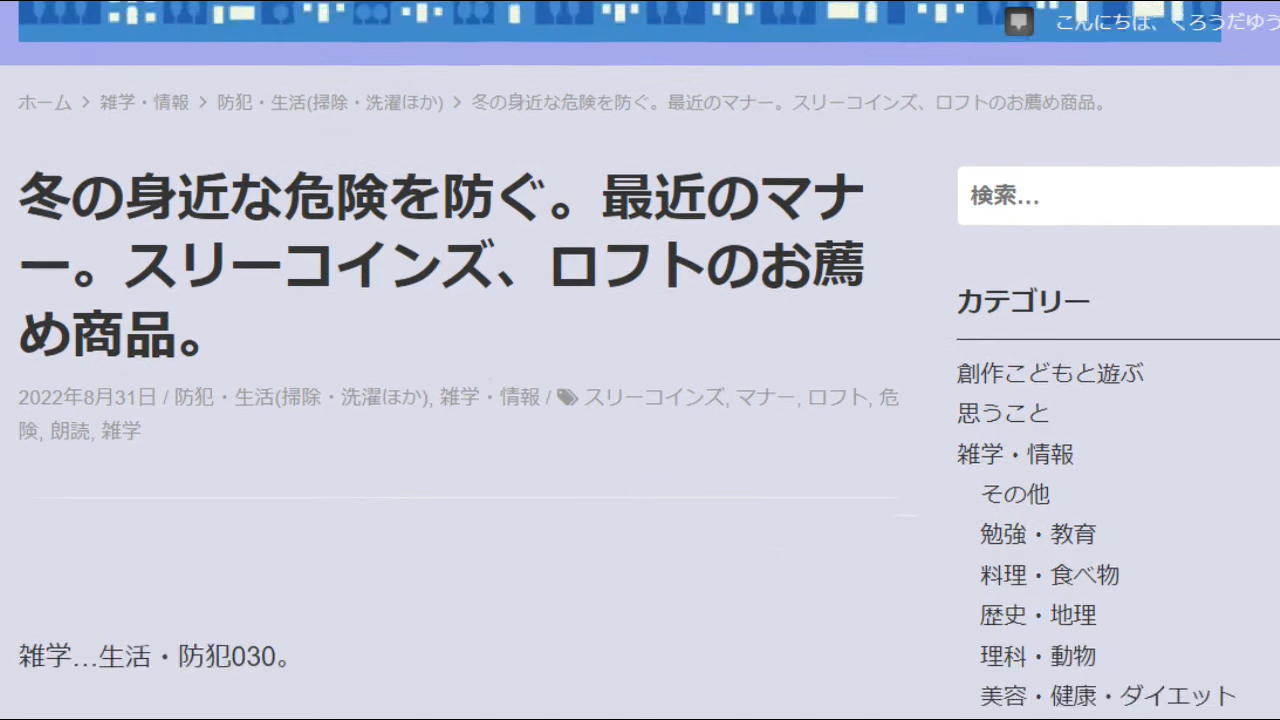 こんにちは、くろうだゆう
ホーム > 雑学・情報 > 防犯・生活(掃除・洗濯ほか) > 冬の身近な危険を防ぐ。最近のマナー。スリーコインズ、ロフトのお薦め商品。
冬の身近な危険を防ぐ。最近のマナ
ー。スリーコインズ、ロフトのお薦
め商品。
2022年8月31日 / 防犯・生活(掃除・洗濯ほか), 雑学・情報 / スリーコインズ, マナー, ロフト, 危
険, 朗読, 雑学
雑学…生活・防犯030。
検索…
カテゴリー
創作こどもと遊ぶ
思うこと
雑学・情報
その他
勉強・教育
料理・食べ物
歴史・地理
理科・動物
美容・健康・ダイエット